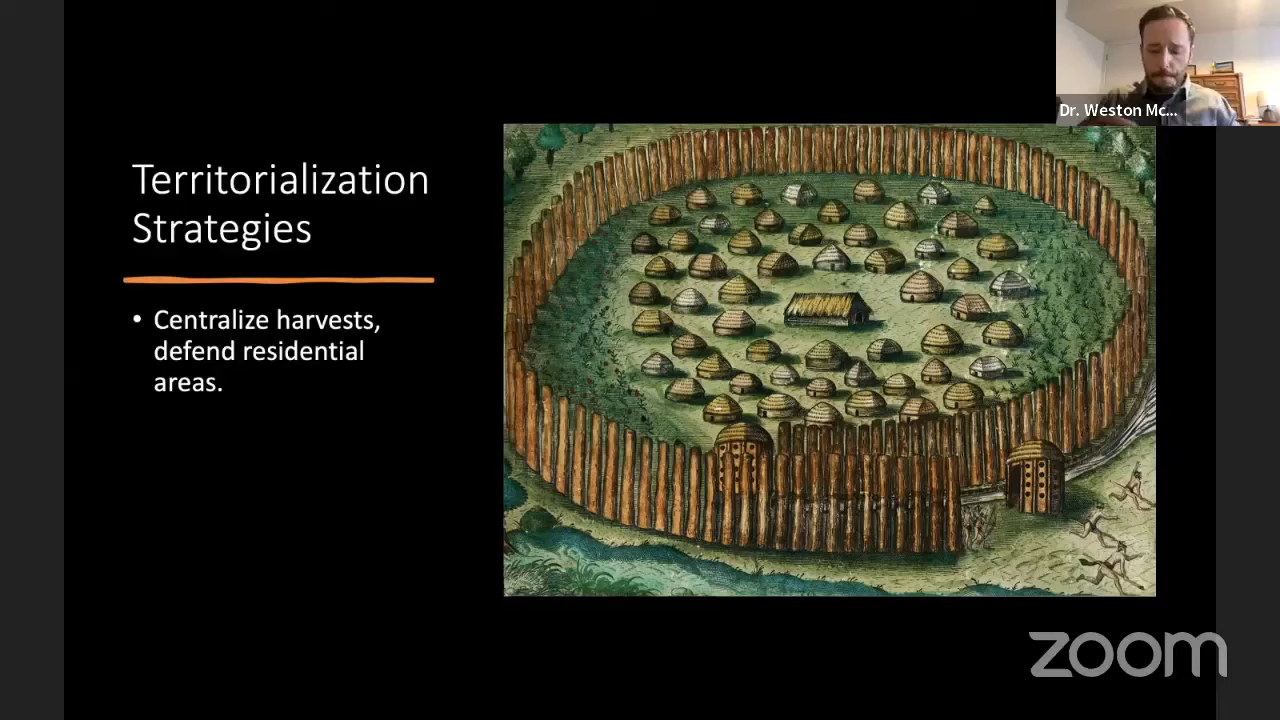 Dr. Weston Mc...
Territorialization
Strategies
• Centralize harvests,
defend residential
areas.
zoom